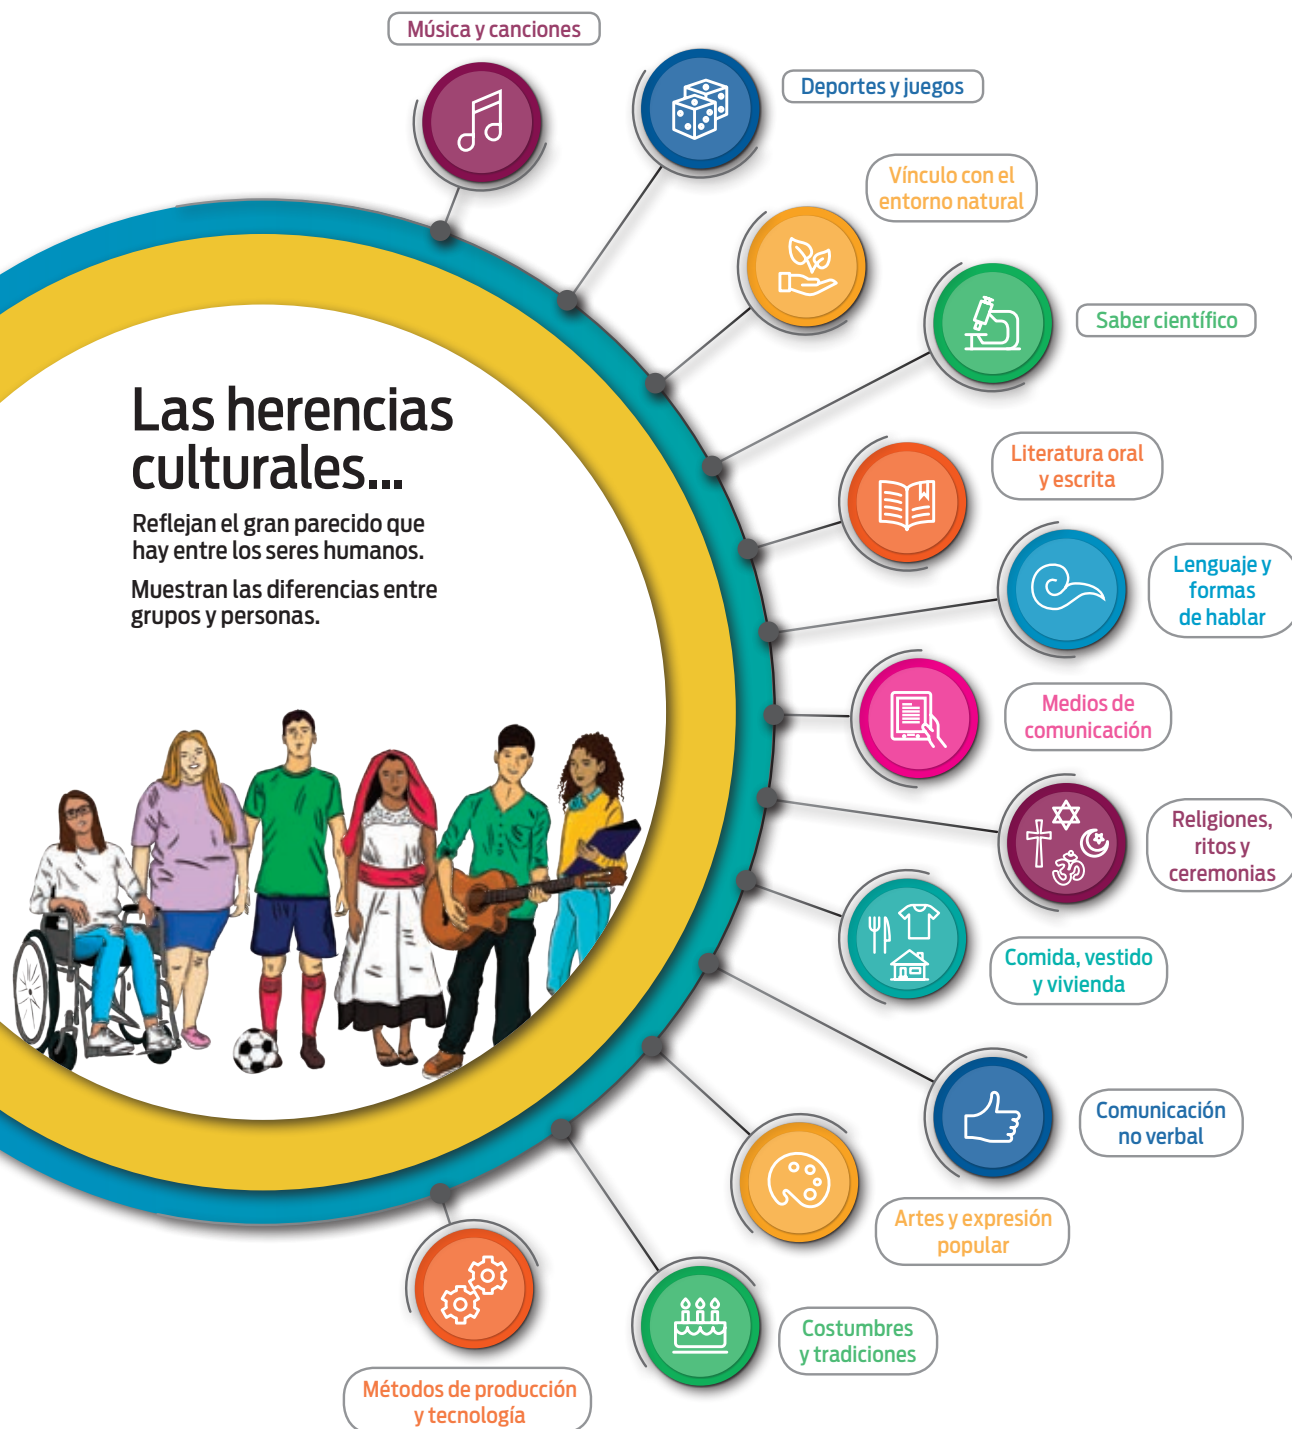 Música y canciones
Deportes y juegos
Vínculo con el
entorno natural
Saber científico
Las herencias
culturales...
Reflejan el gran parecido que
hay entre los seres humanos.
Muestran las diferencias entre
grupos y personas.
Literatura oral
y escrita
Lenguaje y
formas
de hablar
Medios de
comunicación
Religiones,
ritos y
ceremonias
Comida, vestido
y vivienda
Comunicación
no verbal
Artes y expresión
popular
Costumbres
y tradiciones
Métodos de producción
y tecnología